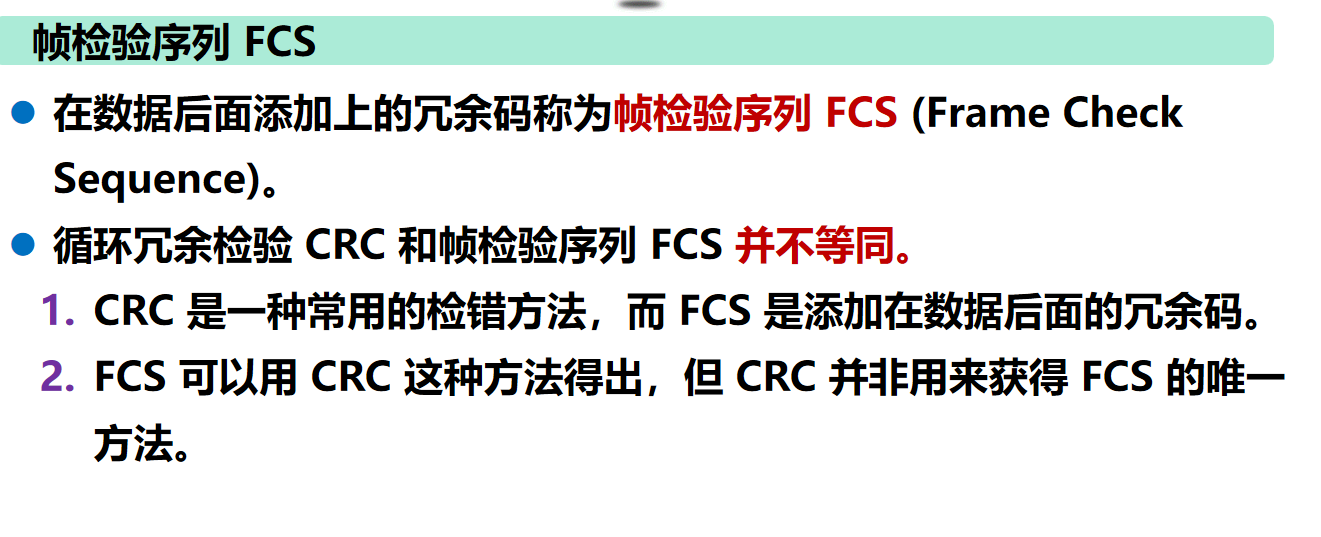 帧检验序列 FCS
在数据后面添加上的冗余码称为帧检验序列 FCS (Frame Check
Sequence)。
循环冗余检验 CRC 和帧检验序列 FCS 并不等同。
1. CRC 是一种常用的检错方法，而 FCS 是添加在数据后面的冗余码。
2. FCS 可以用 CRC 这种方法得出，但 CRC 并非用来获得 FCS 的唯一
方法。